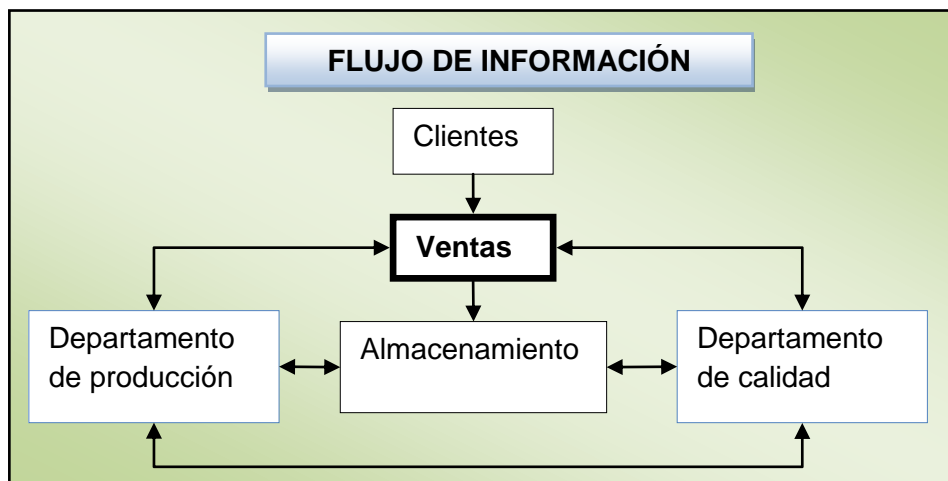 FLUJO DE INFORMACIÓN
Clientes
Ventas
Departamento
de producción
Almacenamiento
Departamento
de calidad